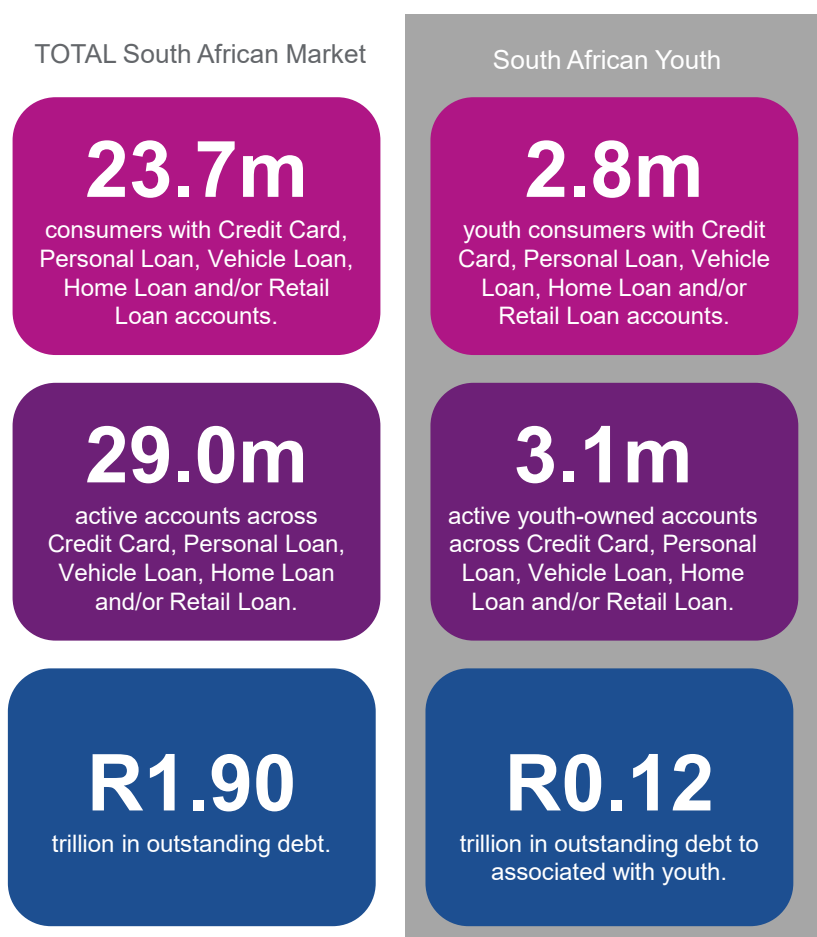 TOTAL South African Market
23.7m
consumers with Credit Card,
Personal Loan, Vehicle Loan,
Home Loan and/or Retail
Loan accounts.
29.0m
active accounts across
Credit Card, Personal Loan,
Vehicle Loan, Home Loan
and/or Retail Loan.
R1.90
trillion in outstanding debt.
South African Youth
2.8m
youth consumers with Credit
Card, Personal Loan, Vehicle
Loan, Home Loan and/or
Retail Loan accounts.
3.1m
active youth-owned accounts
across Credit Card, Personal
Loan, Vehicle Loan, Home
Loan and/or Retail Loan.
R0.12
trillion in outstanding debt to
associated with youth.